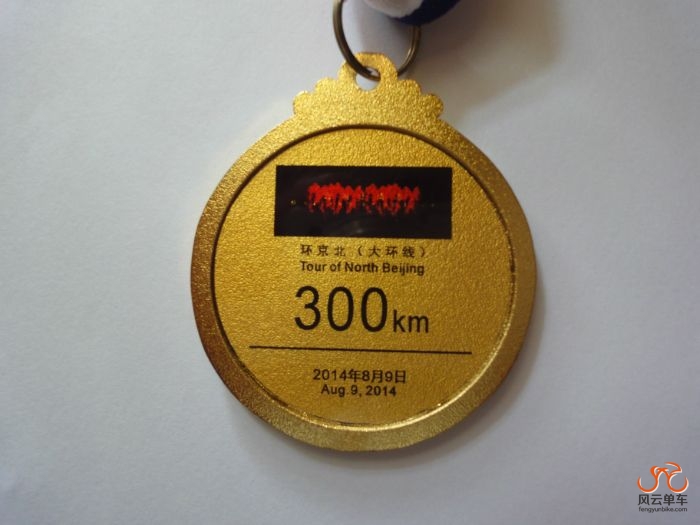 环京北（大环线）
Tour of North Beijing
300km
2014年8月9日
Aug. 9, 2014
风云单车
fengyunbike.com